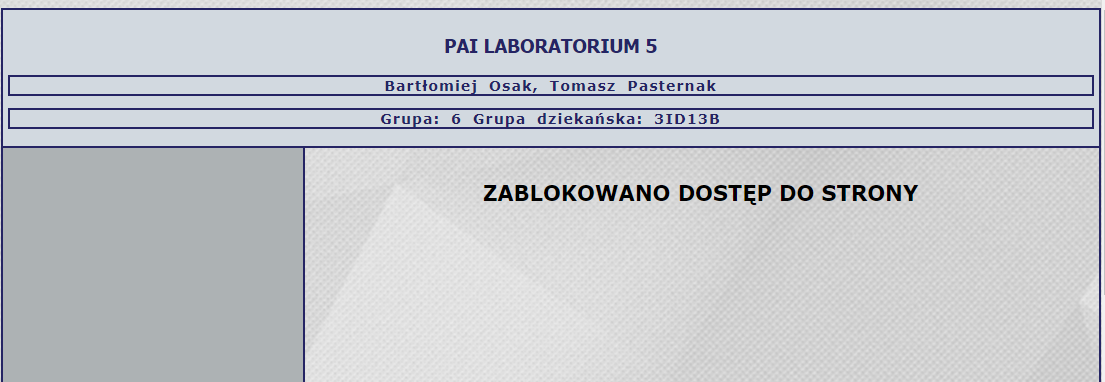 PAI LABORATORIUM 5
Bartłomiej Osak, Tomasz Pasternak
Grupa: 6 Grupa dziekańska: 3ID13B
ZABLOKOWANO DOSTĘP DO STRONY